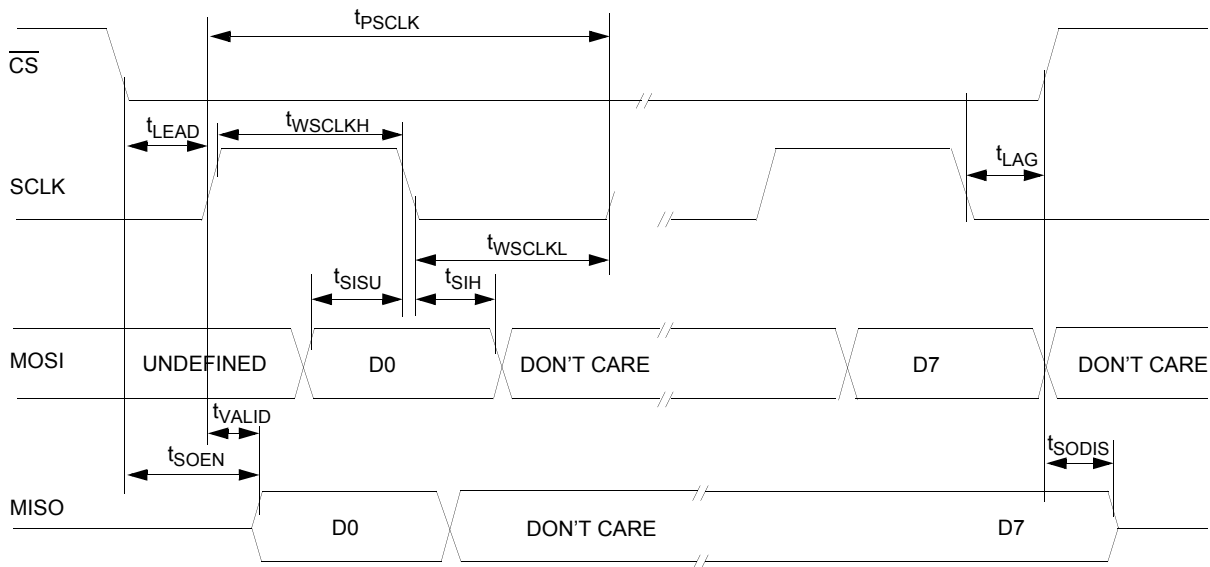 tPSCLK
CS
tLEAD
tWSCLKH
tLAG
SCLK
tWSCLKL
tSISU
tSIH
MOSI
UNDEFINED
D0
DON'T CARE
D7
DON'T CARE
tVALID
tSOEN
tSODIS
MISO
D0
DON'T CARE
D7